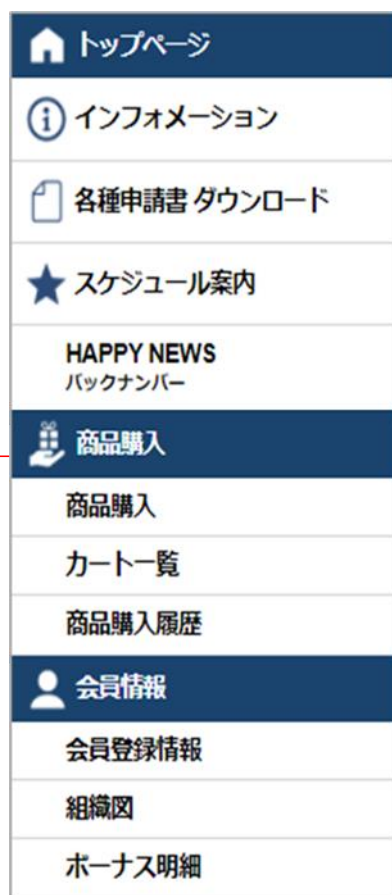 トップページ
インフォメーション
各種申請書 ダウンロード
スケジュール案内
HAPPY NEWS
バックナンバー
商品購入
商品購入
カート一覧
商品購入履歴
会員情報
会員登録情報
組織図
ボーナス明細